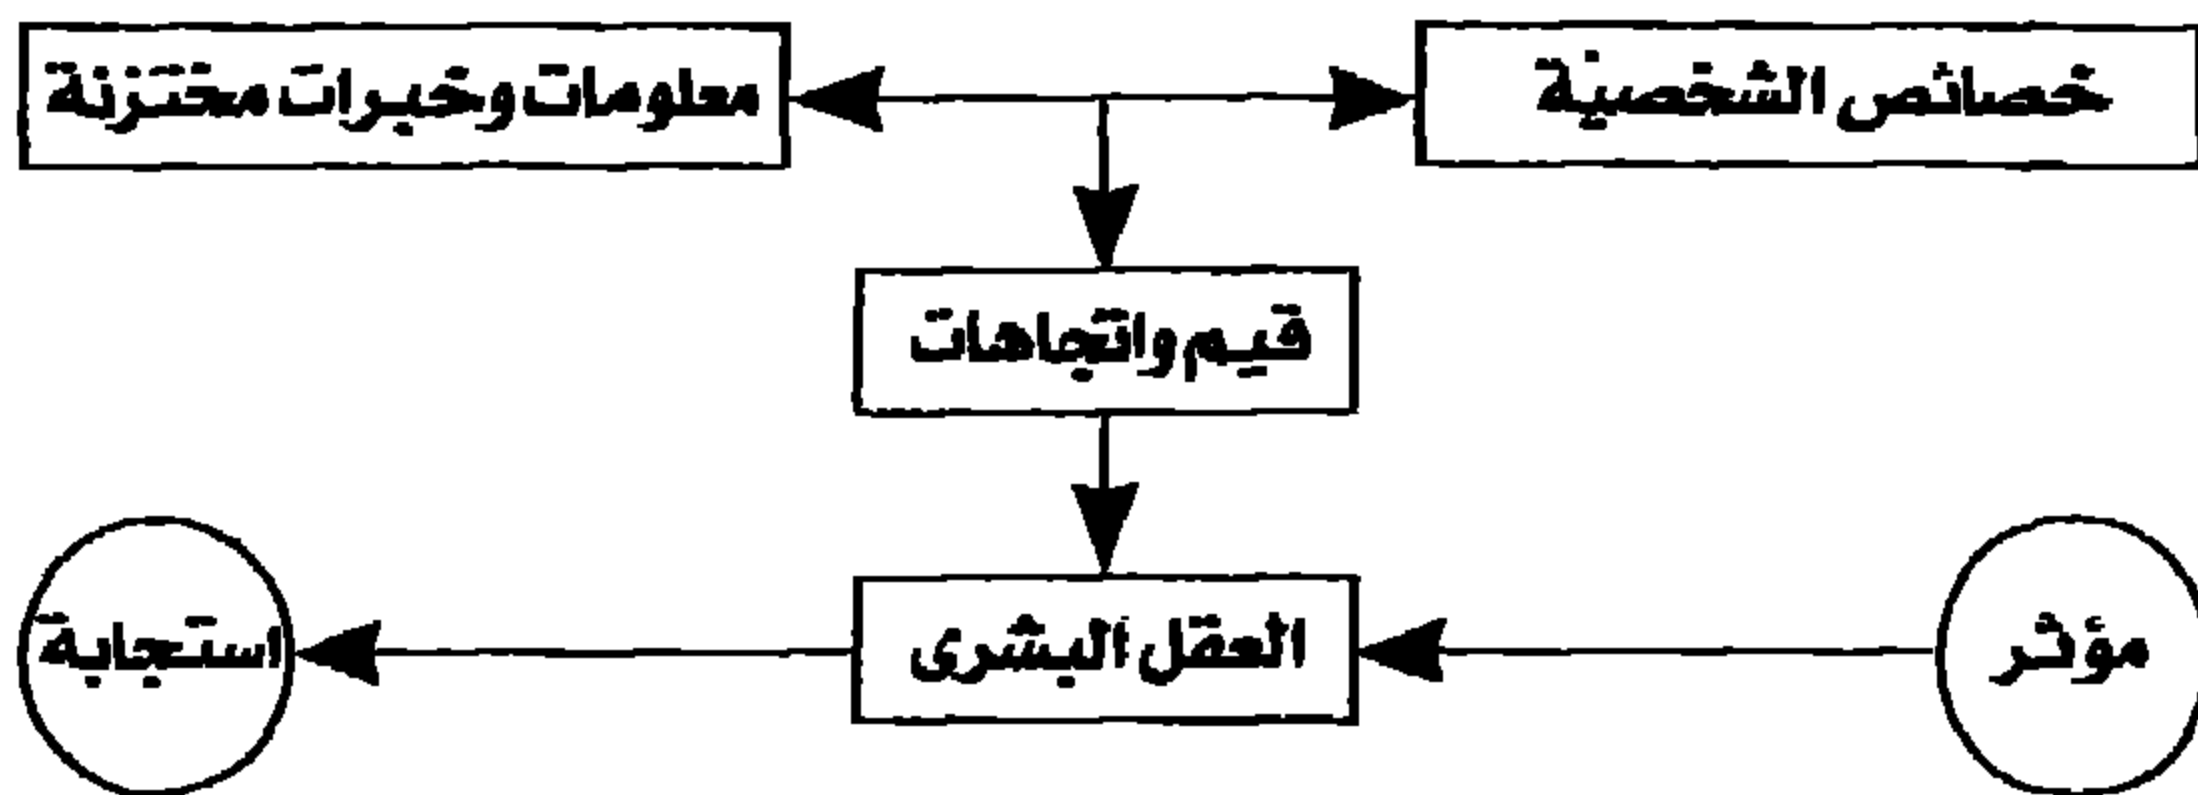 خصائص الشخصية
معلومات وخبرات مختزنة
قيم واتجاهات
مؤثر
العقل البشرى
استجابة